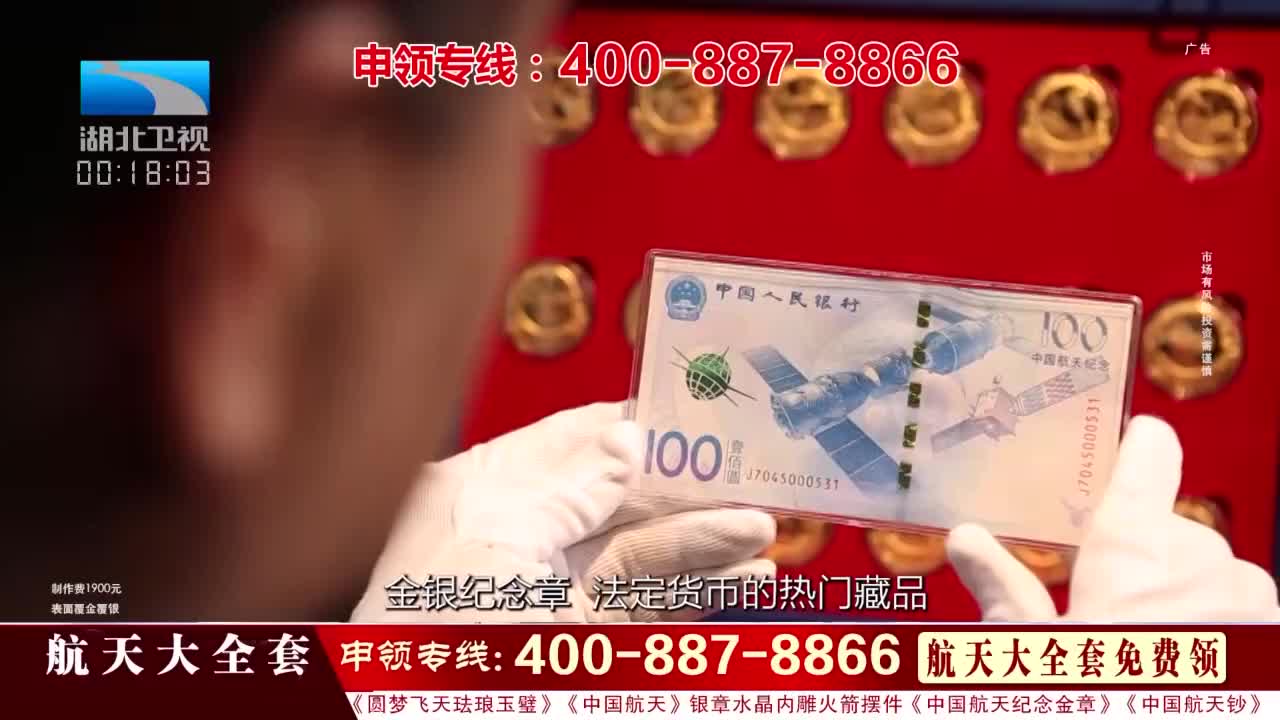 申领专线：400-887-8866
广告
湖北卫视
00:18:03
市场有风险 投资需谨慎
中国人民银行
100
中国航天纪念
J7045000531
100
壹佰圆
J7045000531
金银纪念章 法定货币的热门藏品
制作费1900元
表面覆金覆银
航天大全套
申领专线:400-887-8866
航天大全套免费领
《圆梦飞天珐琅玉璧》《中国航天》银章水晶内雕火箭摆件《中国航天纪念金章》《中国航天钞》